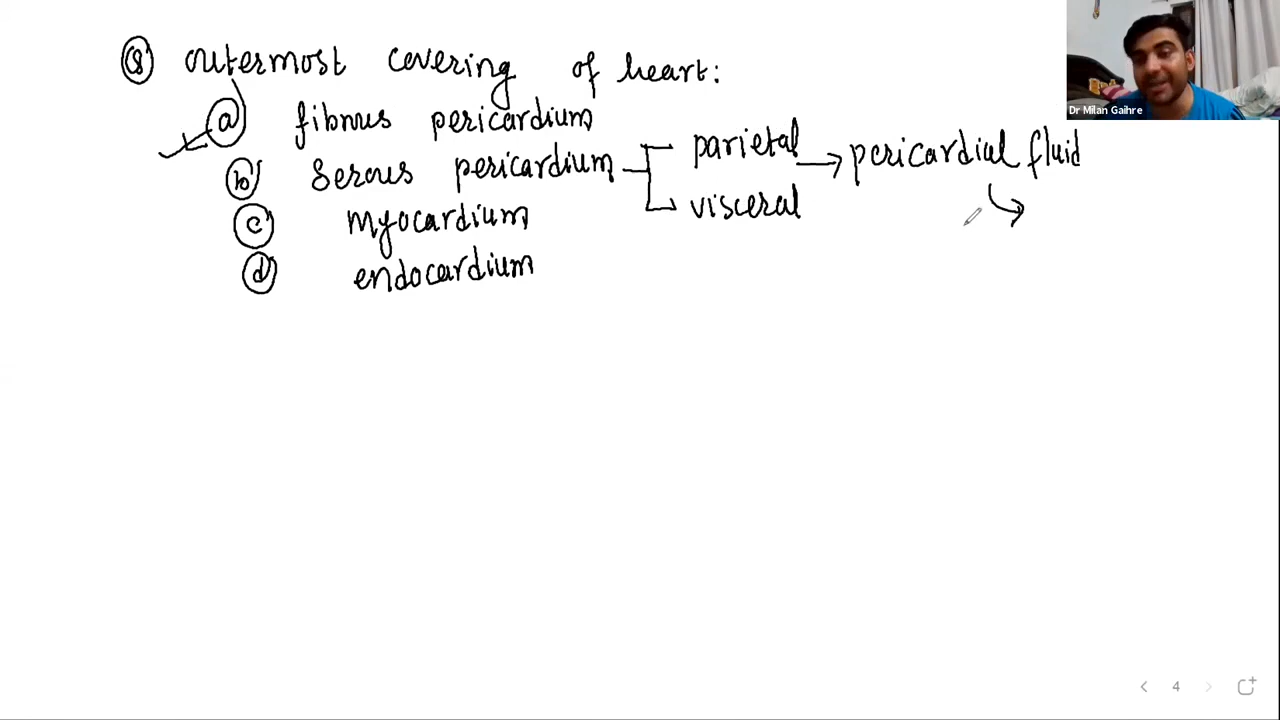 Q outermost covering of heart:
a fibrous pericardium
b serous pericardium parietal → pericardial fluid
visceral
c myocardium
d endocardium
Dr Milan Gaihre
4